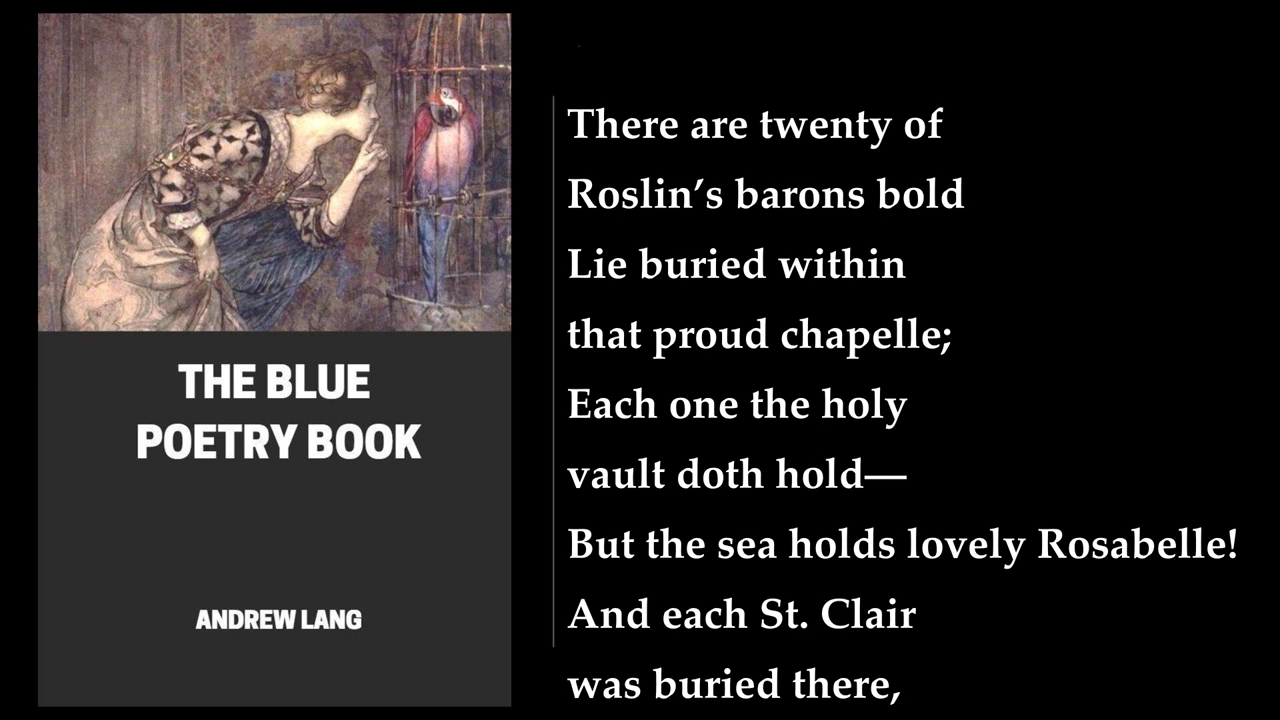 THE BLUE
POETRY BOOK
ANDREW LANG
There are twenty of
Roslin’s barons bold
Lie buried within
that proud chapelle;
Each one the holy
vault doth hold—
But the sea holds lovely Rosabelle!
And each St. Clair
was buried there,